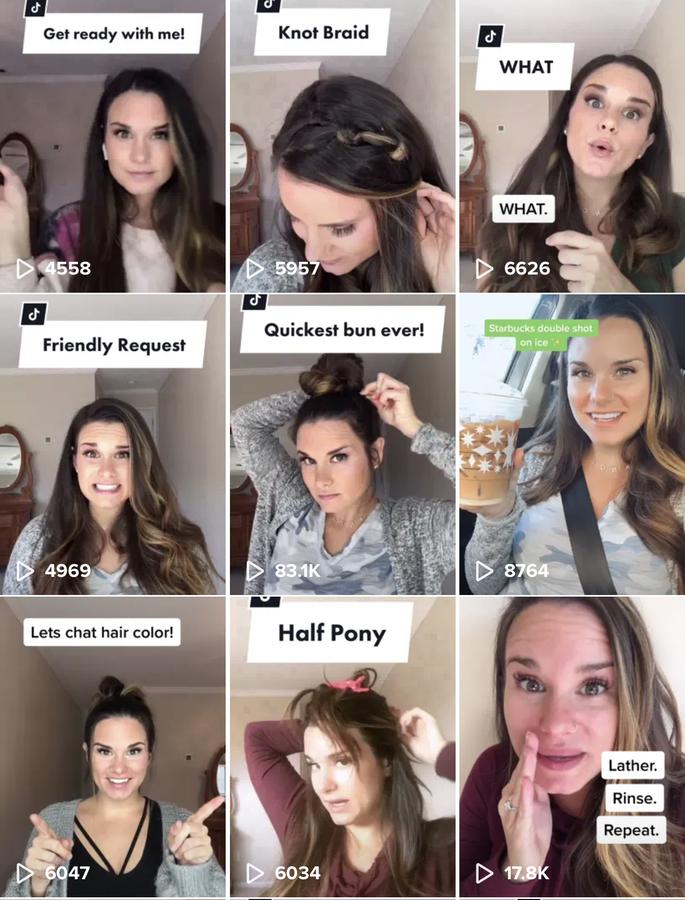 Get ready with me!
4558
Knot Braid
5957
WHAT
WHAT.
6626
Friendly Request
4969
Quickest bun ever!
83.1K
Starbucks double shot
on ice ✨
8764
Lets chat hair color!
6047
Half Pony
6034
Lather.
Rinse.
Repeat.
17.8K